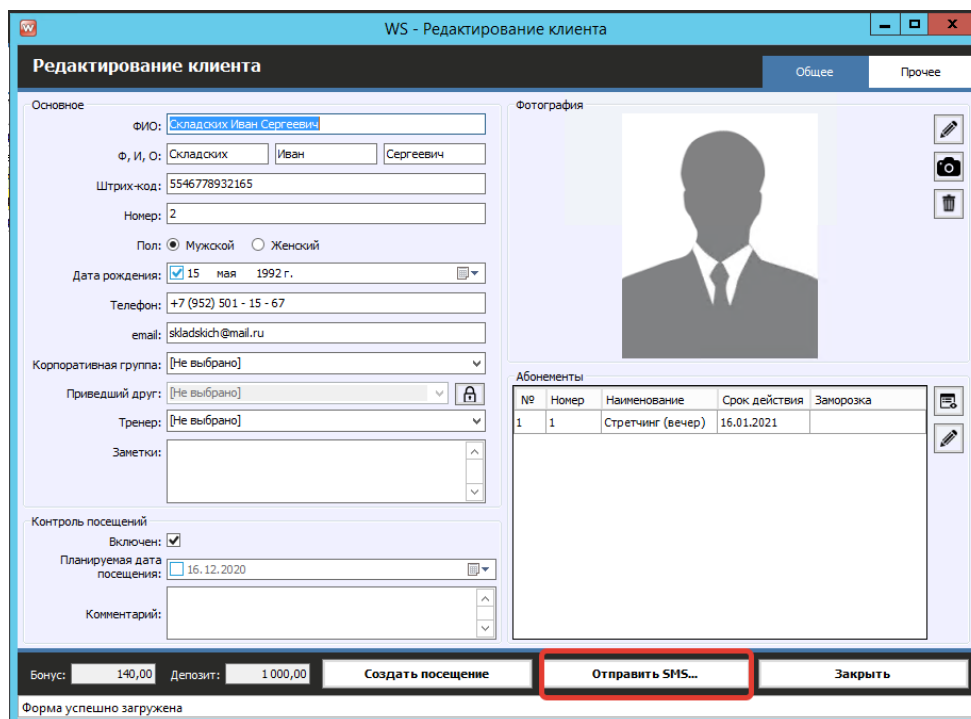 WS - Редактирование клиента
Редактирование клиента
Общее
Прочее
Основное
ФИО: Складских Иван Сергеевич
Ф, И, О: Складских Иван Сергеевич
Штрих-код: 5546778932165
Номер: 2
Пол: Мужской Женский
Дата рождения: 15 мая 1992 г.
Телефон: +7 (952) 501 - 15 - 67
email: skladskich@mail.ru
Корпоративная группа: [Не выбрано]
Приведший друг: [Не выбрано]
Тренер: [Не выбрано]
Заметки:
Контроль посещений
Включен:
Планируемая дата
посещения: 16.12.2020
Комментарий:
Фотография
Абонементы
№ Номер Наименование Срок действия Заморозка
1 1 Стретчинг (вечер) 16.01.2021
Бонус: 140,00 Депозит: 1 000,00 Создать посещение Отправить SMS... Закрыть
Форма успешно загружена